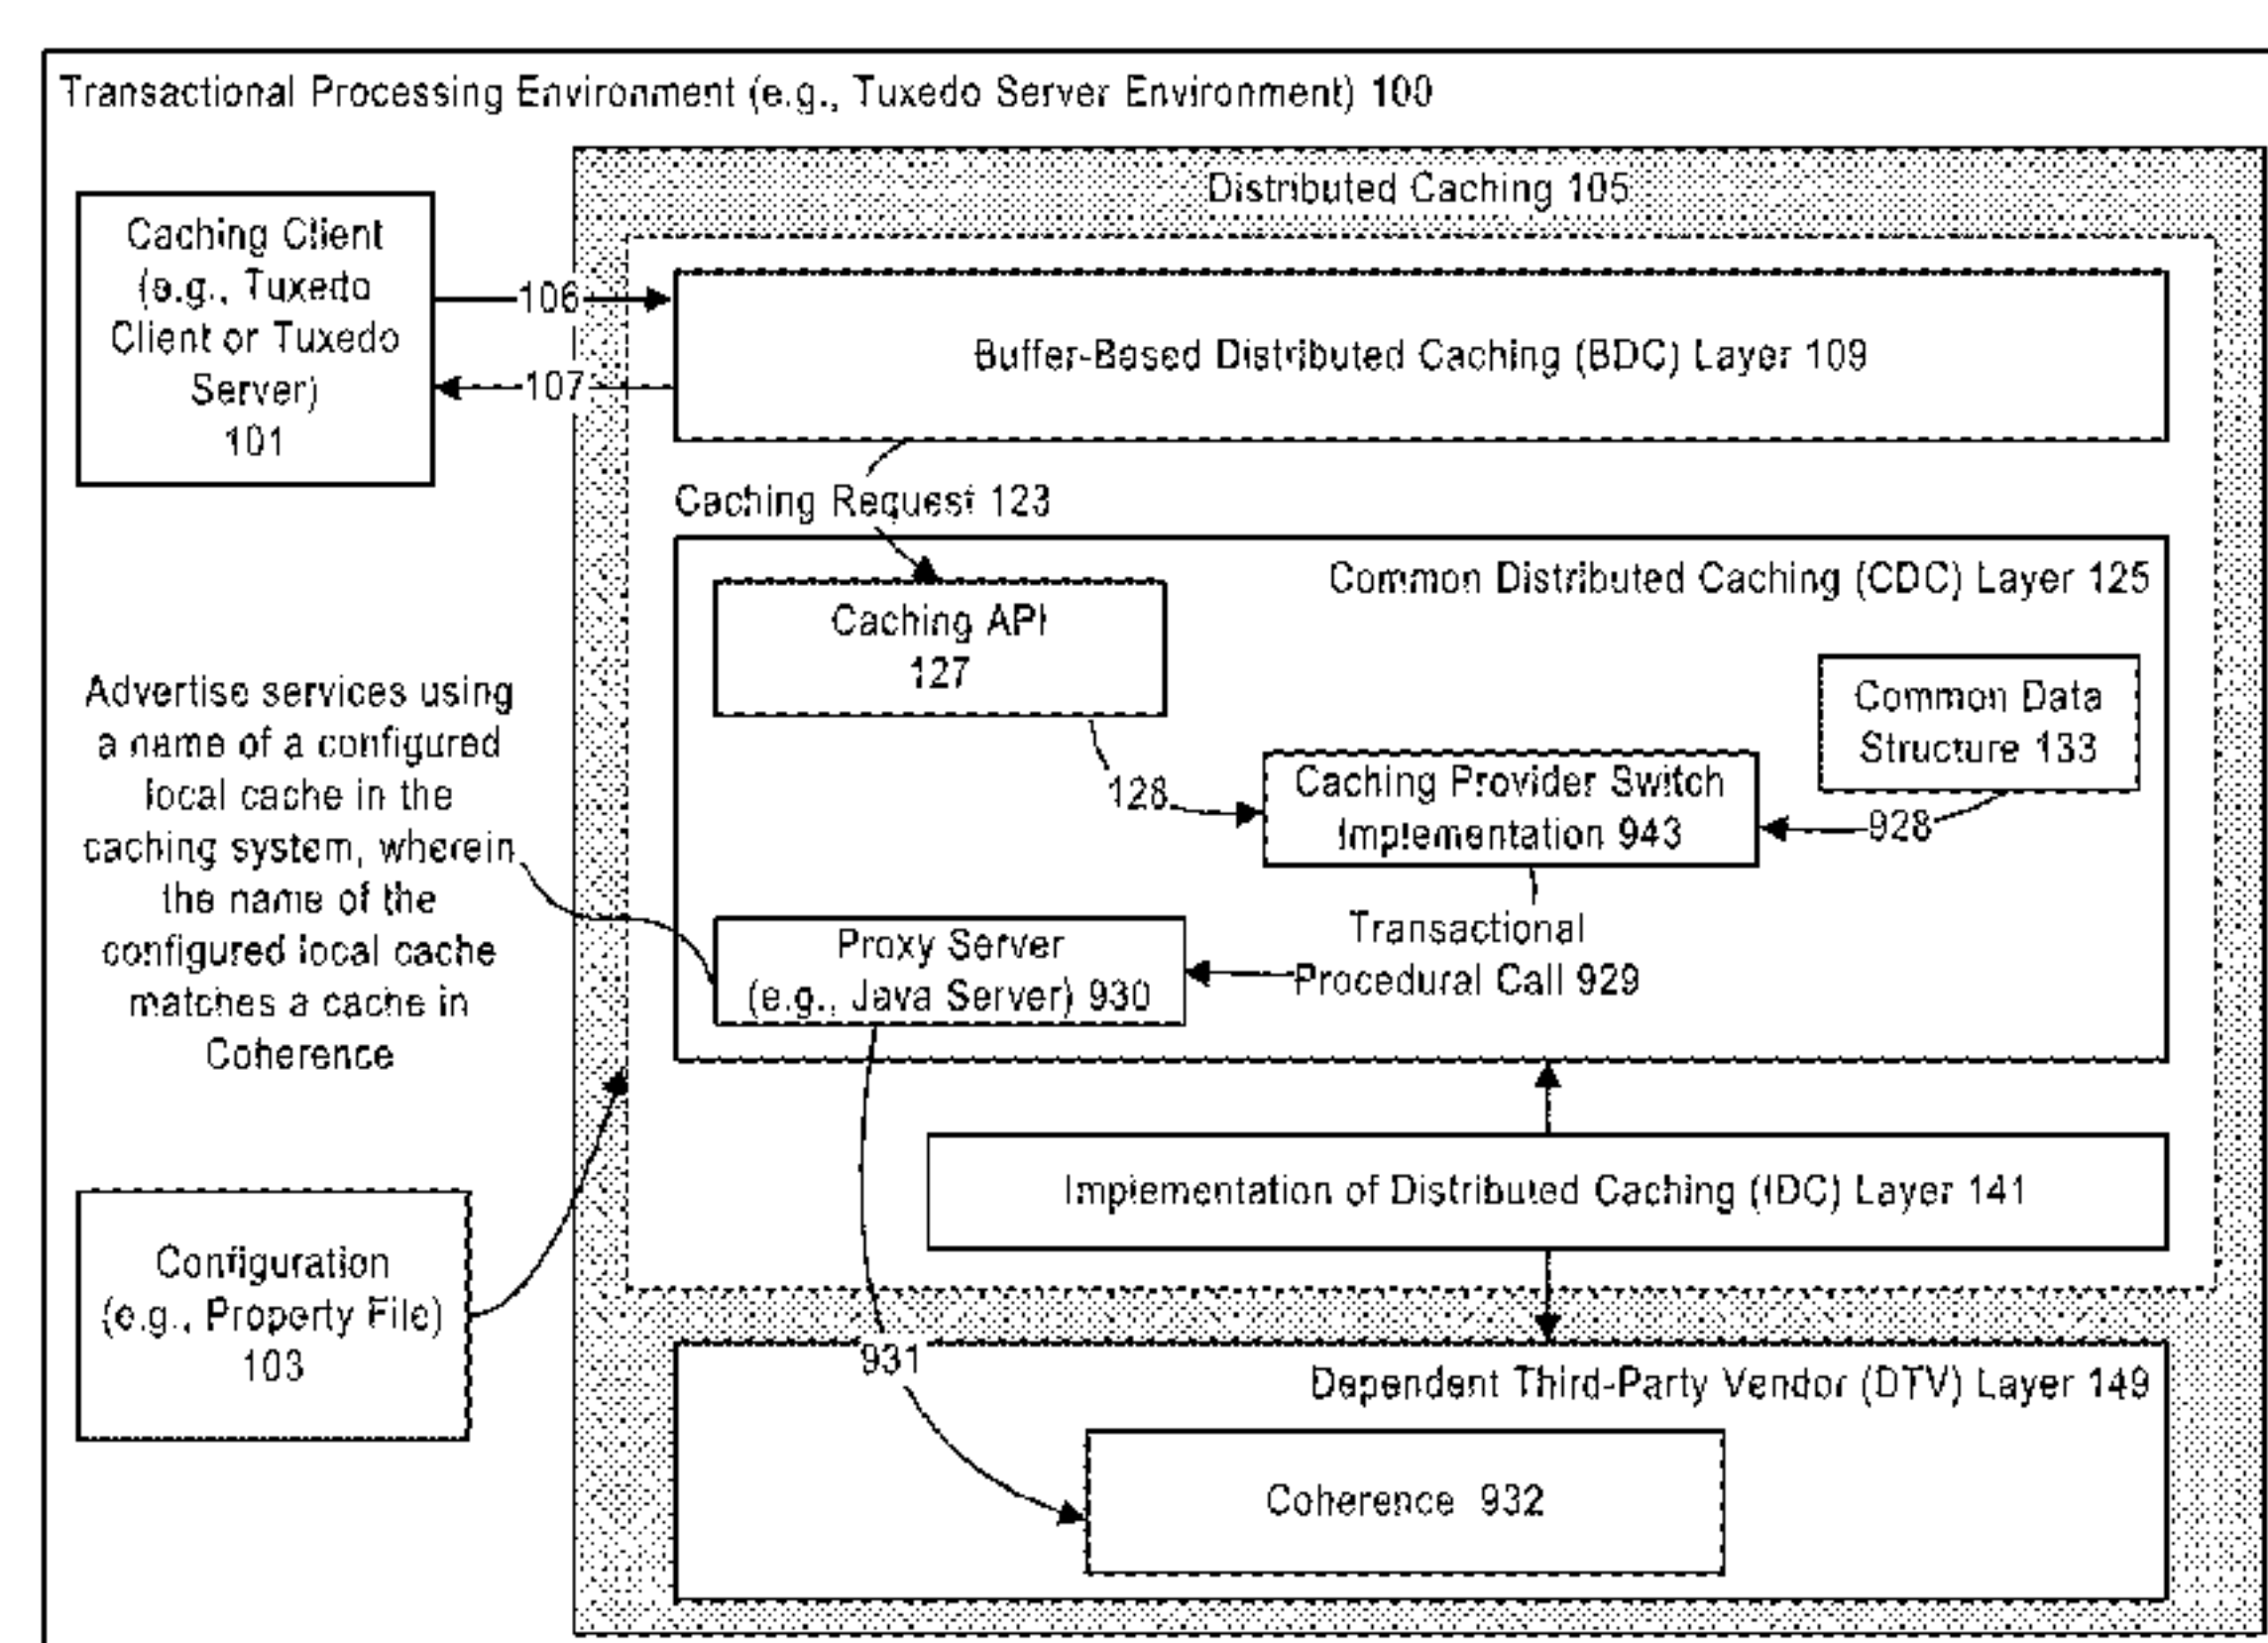 Transactional Processing Environment (e.g., Tuxedo Server Environment) 100
Distributed Caching 105
Caching Client
(e.g., Tuxedo
Client or Tuxedo
Server)
101
106
107
Buffer-Based Distributed Caching (BDC) Layer 109
Caching Request 123
Common Distributed Caching (CDC) Layer 125
Caching API
127
Common Data
Structure 133
128
Caching Provider Switch
Implementation 943
928
Advertise services using
a name of a configured
local cache in the
caching system, wherein
the name of the
configured local cache
matches a cache in
Coherence
Proxy Server
(e.g., Java Server) 930
Transactional
Procedural Call 929
Implementation of Distributed Caching (IDC) Layer 141
Configuration
(e.g., Property File)
103
931
Dependent Third-Party Vendor (DTV) Layer 149
Coherence 932